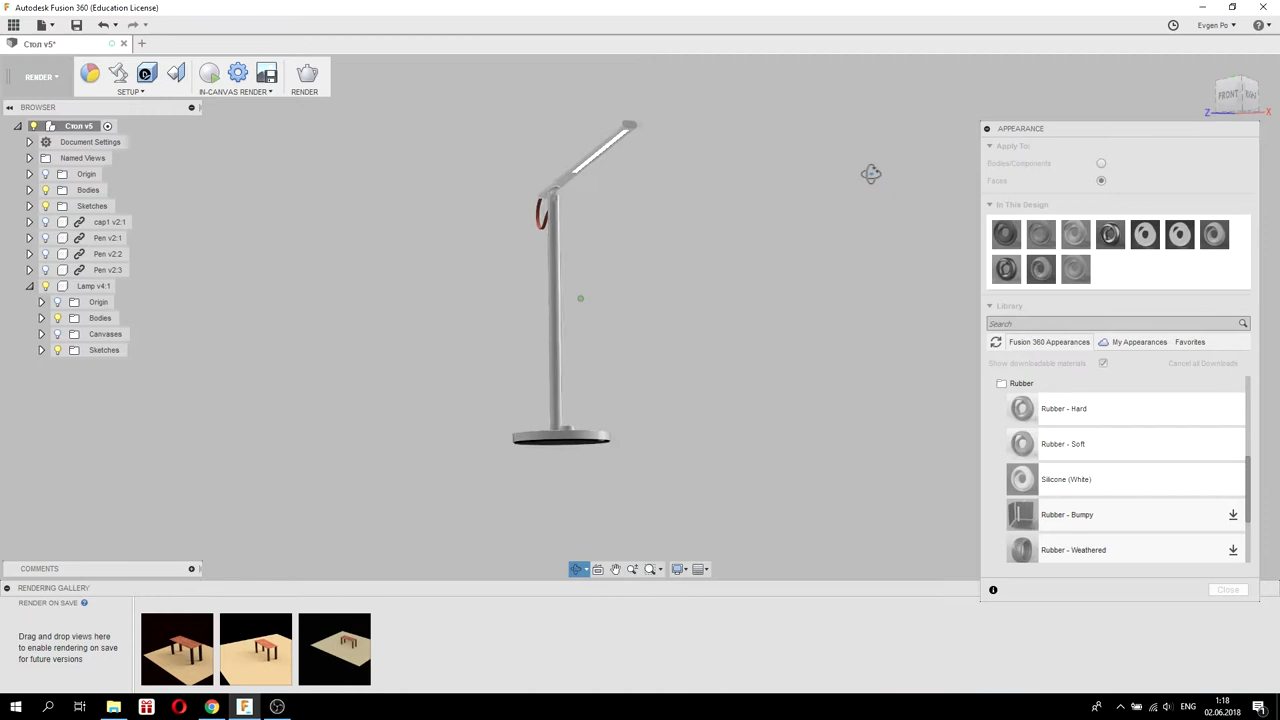 Autodesk Fusion 360 (Education License)
Evgen Po
Стол v5*
RENDER
SETUP
IN-CANVAS RENDER
RENDER
BROWSER
Стол v5
Document Settings
Named Views
Origin
Bodies
Sketches
cap1 v2:1
Pen v2:1
Pen v2:2
Pen v2:3
Lamp v4:1
Origin
Bodies
Canvases
Sketches
FRONT
RIGHT
Z
X
APPEARANCE
Apply To:
Bodies/Components
Faces
In This Design
Library
Search
Fusion 360 Appearances
My Appearances
Favorites
Show downloadable materials
Cancel all Downloads
Rubber
Rubber - Hard
Rubber - Soft
Silicone (White)
Rubber - Bumpy
Rubber - Weathered
Close
COMMENTS
RENDERING GALLERY
RENDER ON SAVE
Drag and drop views here
to enable rendering on save
for future versions
1:18
02.06.2018